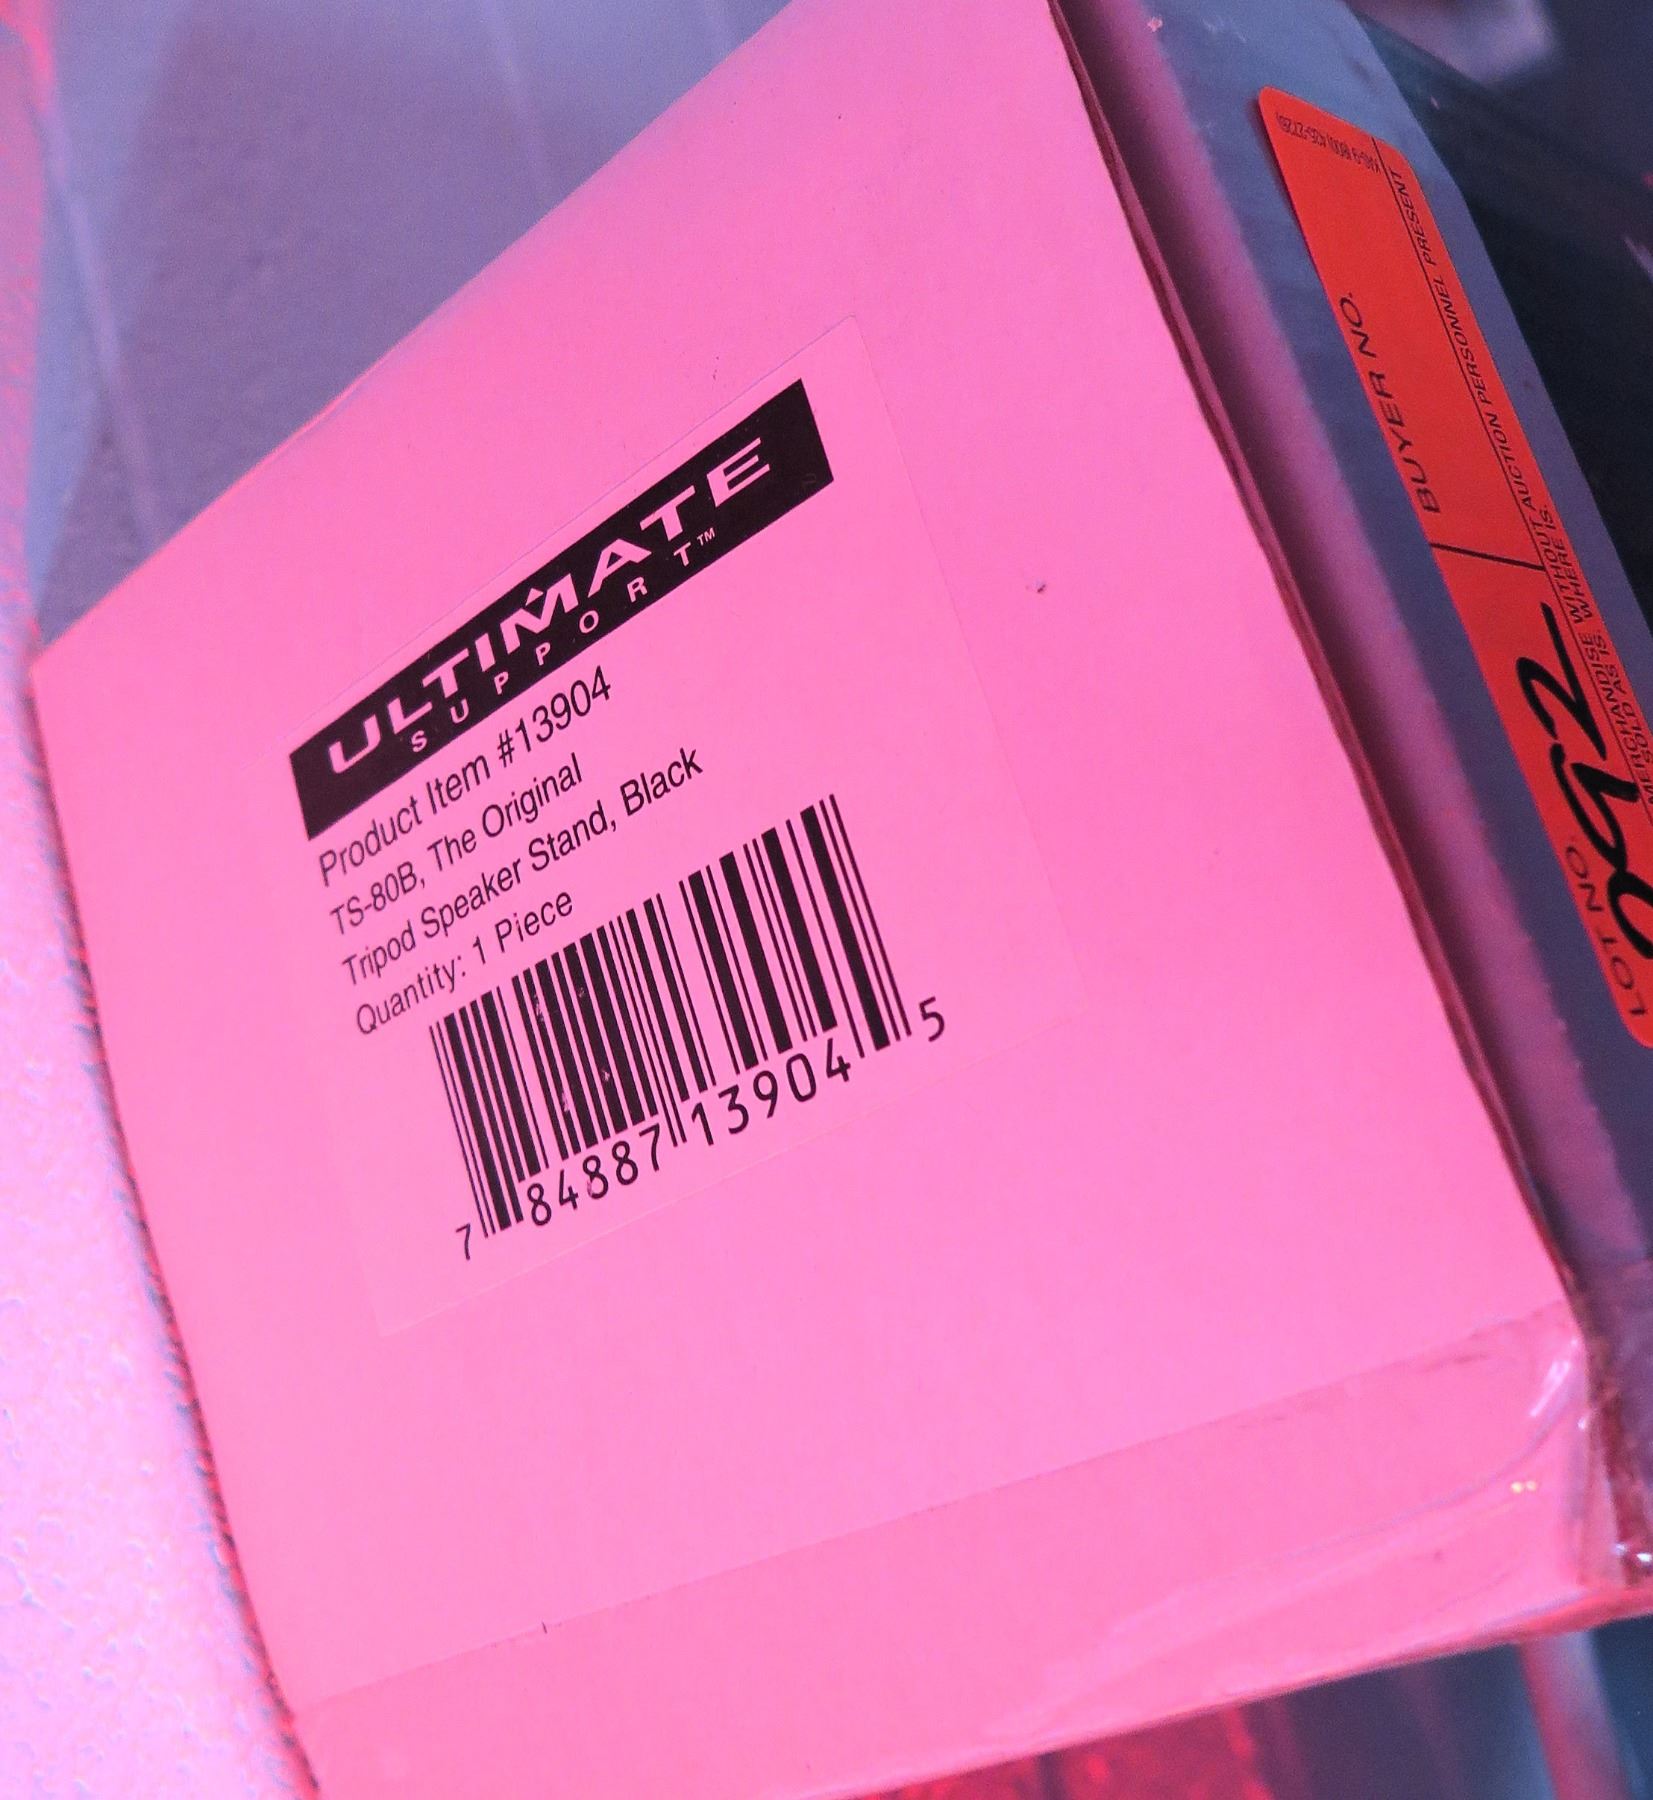 ULTIMATE
SUPPORT™
Product Item #13904
TS-80B, The Original
Tripod Speaker Stand, Black
Quantity: 1 Piece
7 84887 13904 5
LOT NO.
092
BUYER NO.
MERCHANDISE WITHOUT AUCTION PERSONNEL PRESENT
SOLD AS IS. WHERE IS.